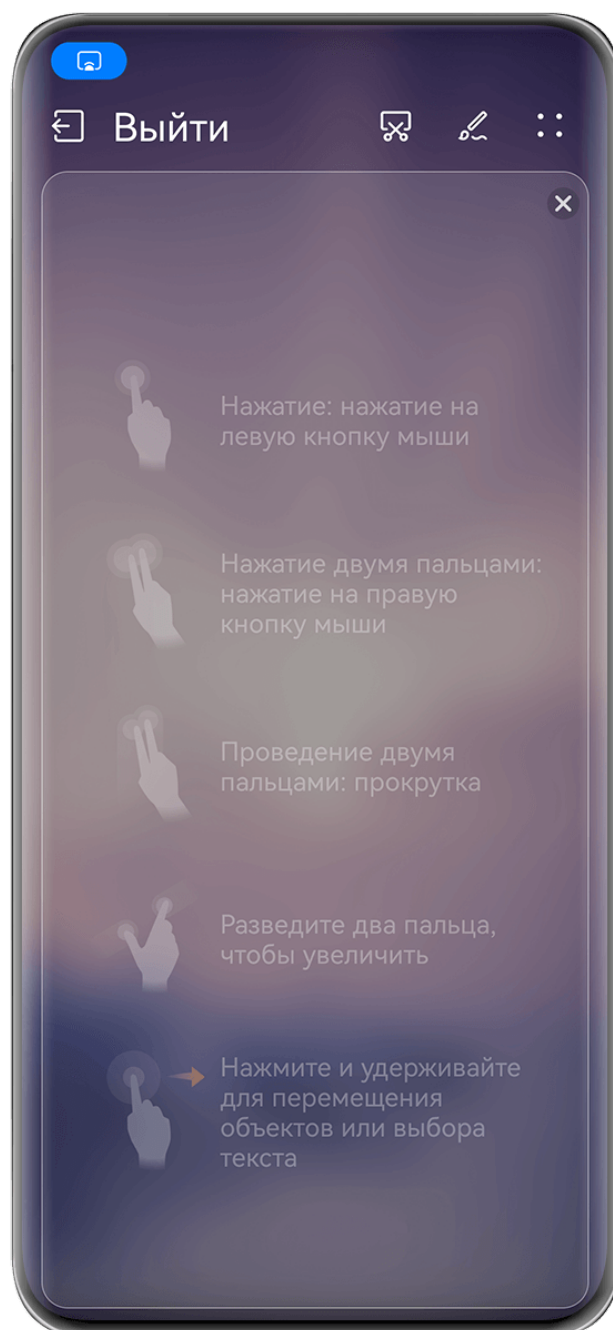 Выйти
Нажатие: нажатие на
левую кнопку мыши
Нажатие двумя пальцами:
нажатие на правую
кнопку мыши
Проведение двумя
пальцами: прокрутка
Разведите два пальца,
чтобы увеличить
Нажмите и удерживайте
для перемещения
объектов или выбора
текста